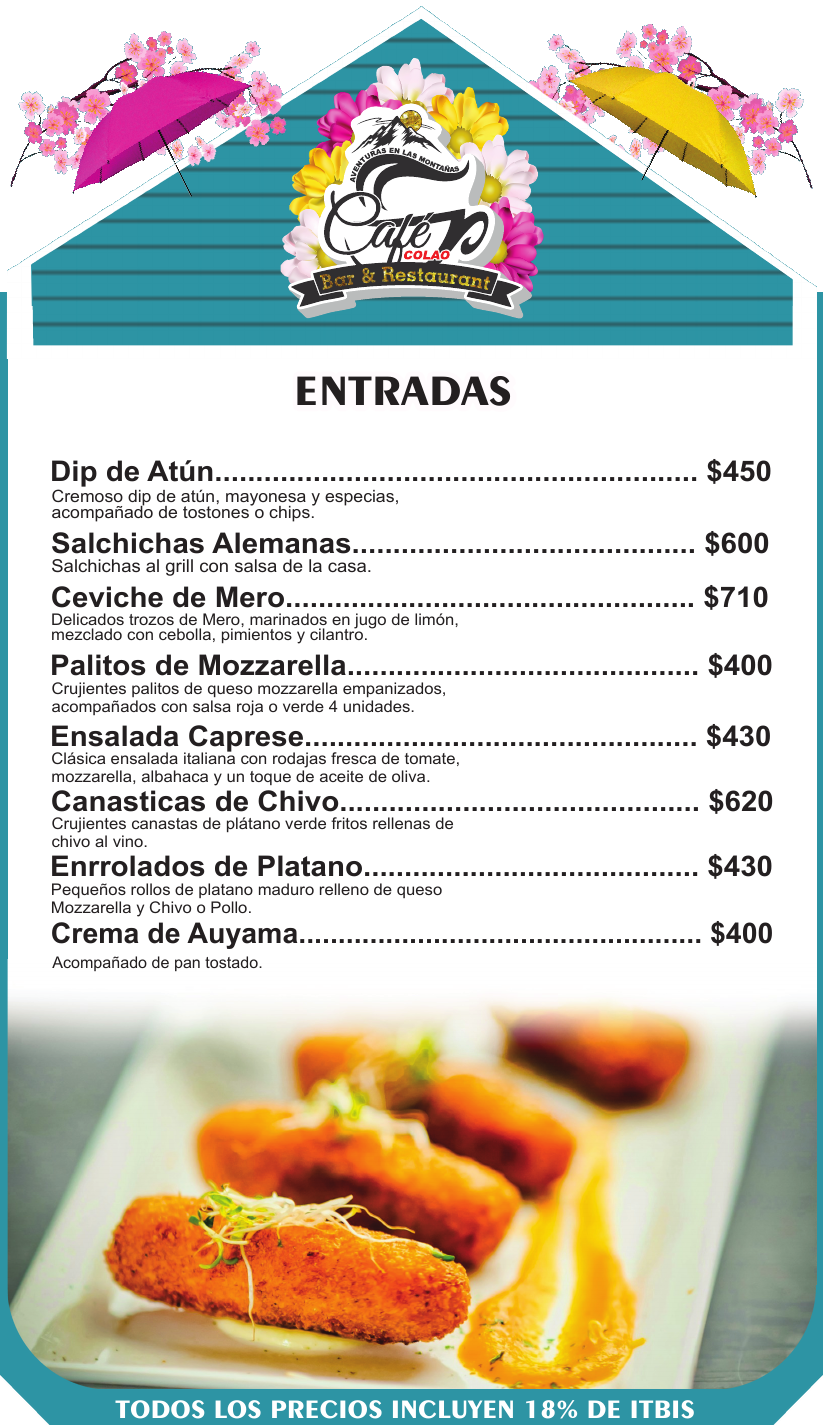 AVENTURAS EN LAS MONTAÑAS
Café
COLAO
Bar & Restaurant
ENTRADAS
Dip de Atún........................................................... $450
Cremoso dip de atún, mayonesa y especias,
acompañado de tostones o chips.
Salchichas Alemanas.......................................... $600
Salchichas al grill con salsa de la casa.
Ceviche de Mero.................................................. $710
Delicados trozos de Mero, marinados en jugo de limón,
mezclado con cebolla, pimientos y cilantro.
Palitos de Mozzarella........................................... $400
Crujientes palitos de queso mozzarella empanizados,
acompañados con salsa roja o verde 4 unidades.
Ensalada Caprese................................................ $430
Clásica ensalada italiana con rodajas fresca de tomate,
mozzarella, albahaca y un toque de aceite de oliva.
Canasticas de Chivo............................................ $620
Crujientes canastas de plátano verde fritos rellenas de
chivo al vino.
Enrrolados de Platano......................................... $430
Pequeños rollos de platano maduro relleno de queso
Mozzarella y Chivo o Pollo.
Crema de Auyama................................................. $400
Acompañado de pan tostado.
TODOS LOS PRECIOS INCLUYEN 18% DE ITBIS